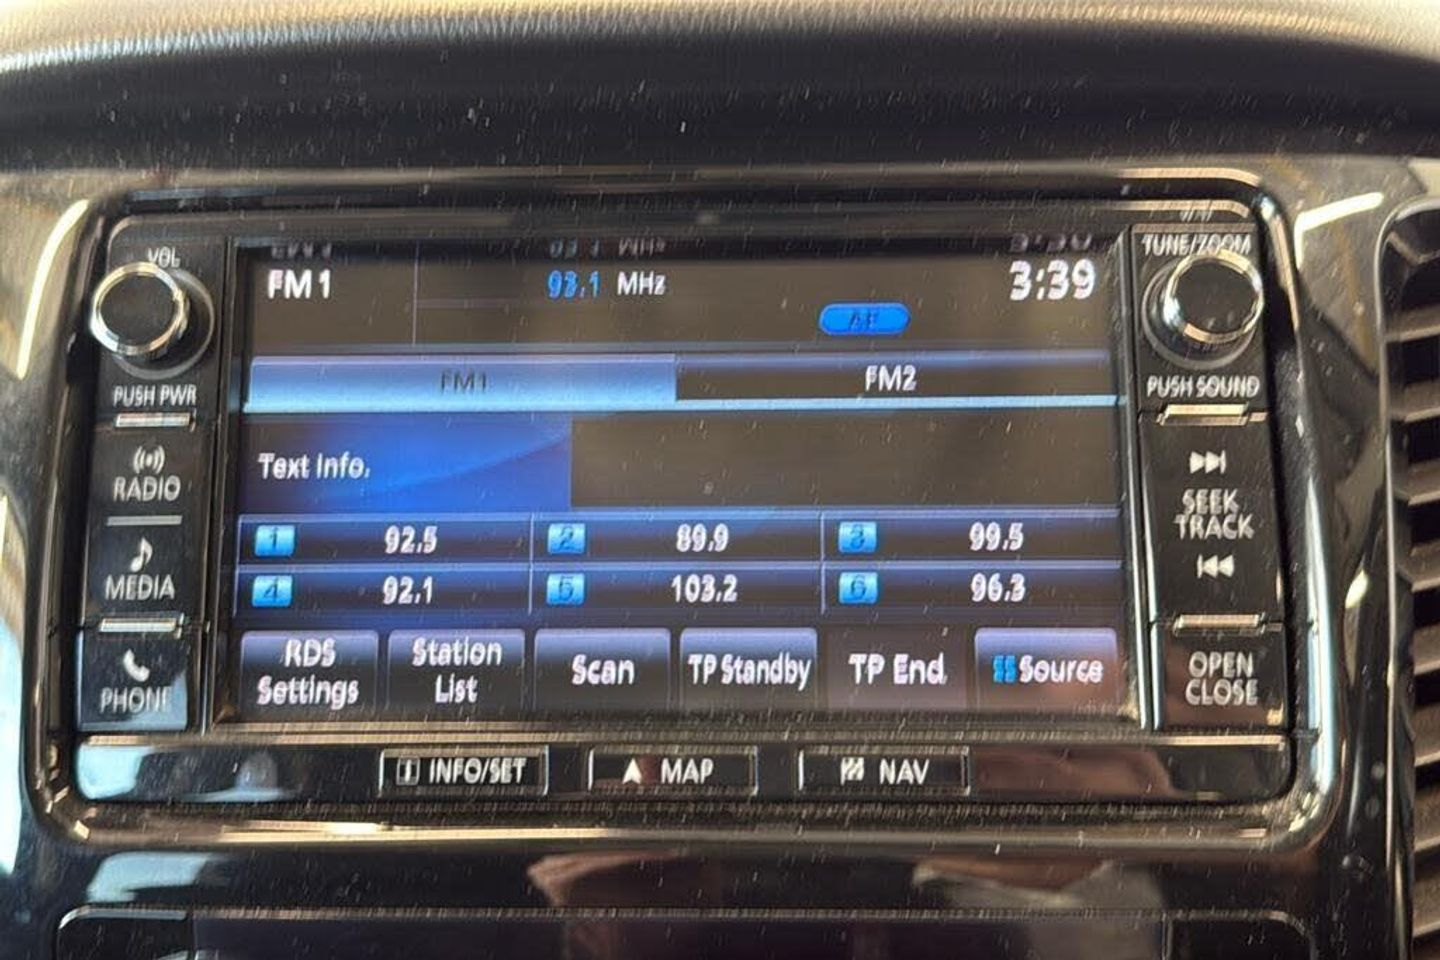 VOL
TUNE/ZOOM
FM1
93.1 MHz
3:39
AF
PUSH PWR
FM1
FM2
PUSH SOUND
RADIO
Text Info.
SEEK
TRACK
1 92.5
2 89.9
3 99.5
MEDIA
4 92.1
5 103.2
6 96.3
PHONE
RDS
Settings
Station
List
Scan
TP Standby
TP End
Source
OPEN
CLOSE
i INFO/SET
MAP
NAV